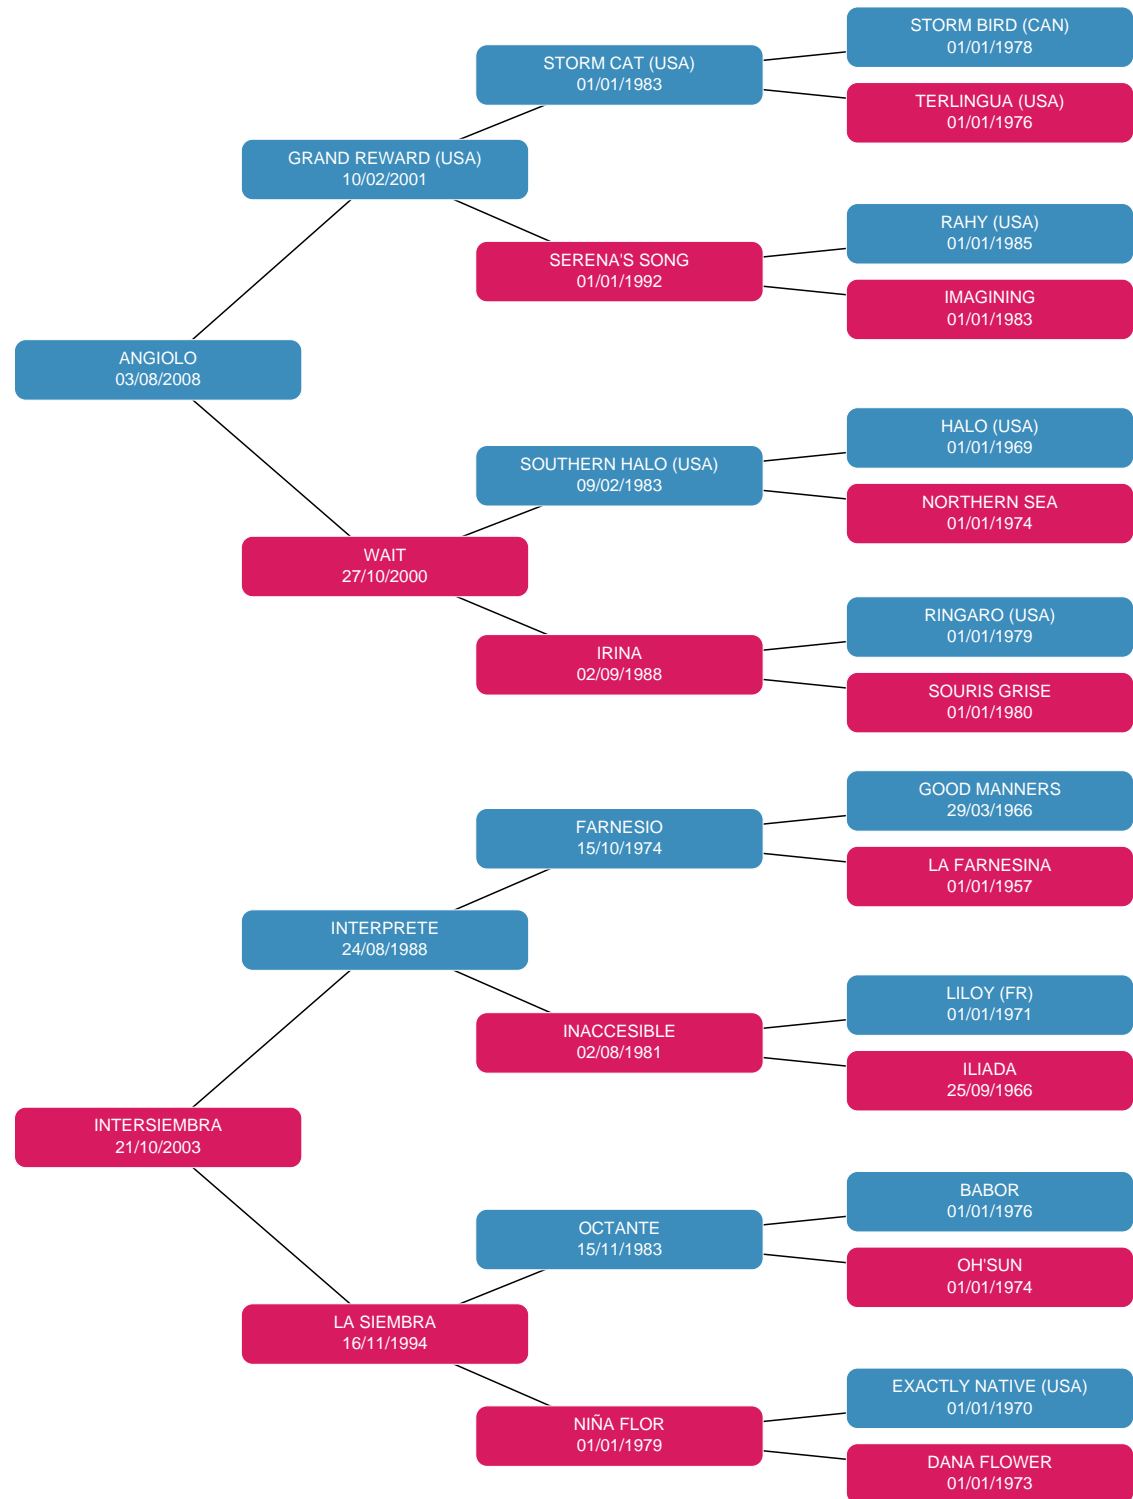 STORM BIRD (CAN)
01/01/1978
STORM CAT (USA)
01/01/1983
TERLINGUA (USA)
01/01/1976
GRAND REWARD (USA)
10/02/2001
RAHY (USA)
01/01/1985
SERENA'S SONG
01/01/1992
IMAGINING
01/01/1983
ANGIOLO
03/08/2008
HALO (USA)
01/01/1969
SOUTHERN HALO (USA)
09/02/1983
NORTHERN SEA
01/01/1974
WAIT
27/10/2000
RINGARO (USA)
01/01/1979
IRINA
02/09/1988
SOURIS GRISE
01/01/1980
GOOD MANNERS
29/03/1966
FARNESIO
15/10/1974
LA FARNESINA
01/01/1957
INTERPRETE
24/08/1988
LILOY (FR)
01/01/1971
INACCESIBLE
02/08/1981
ILIADA
25/09/1966
INTERSIEMBRA
21/10/2003
BABOR
01/01/1976
OCTANTE
15/11/1983
OH'SUN
01/01/1974
LA SIEMBRA
16/11/1994
EXACTLY NATIVE (USA)
01/01/1970
NIÑA FLOR
01/01/1979
DANA FLOWER
01/01/1973